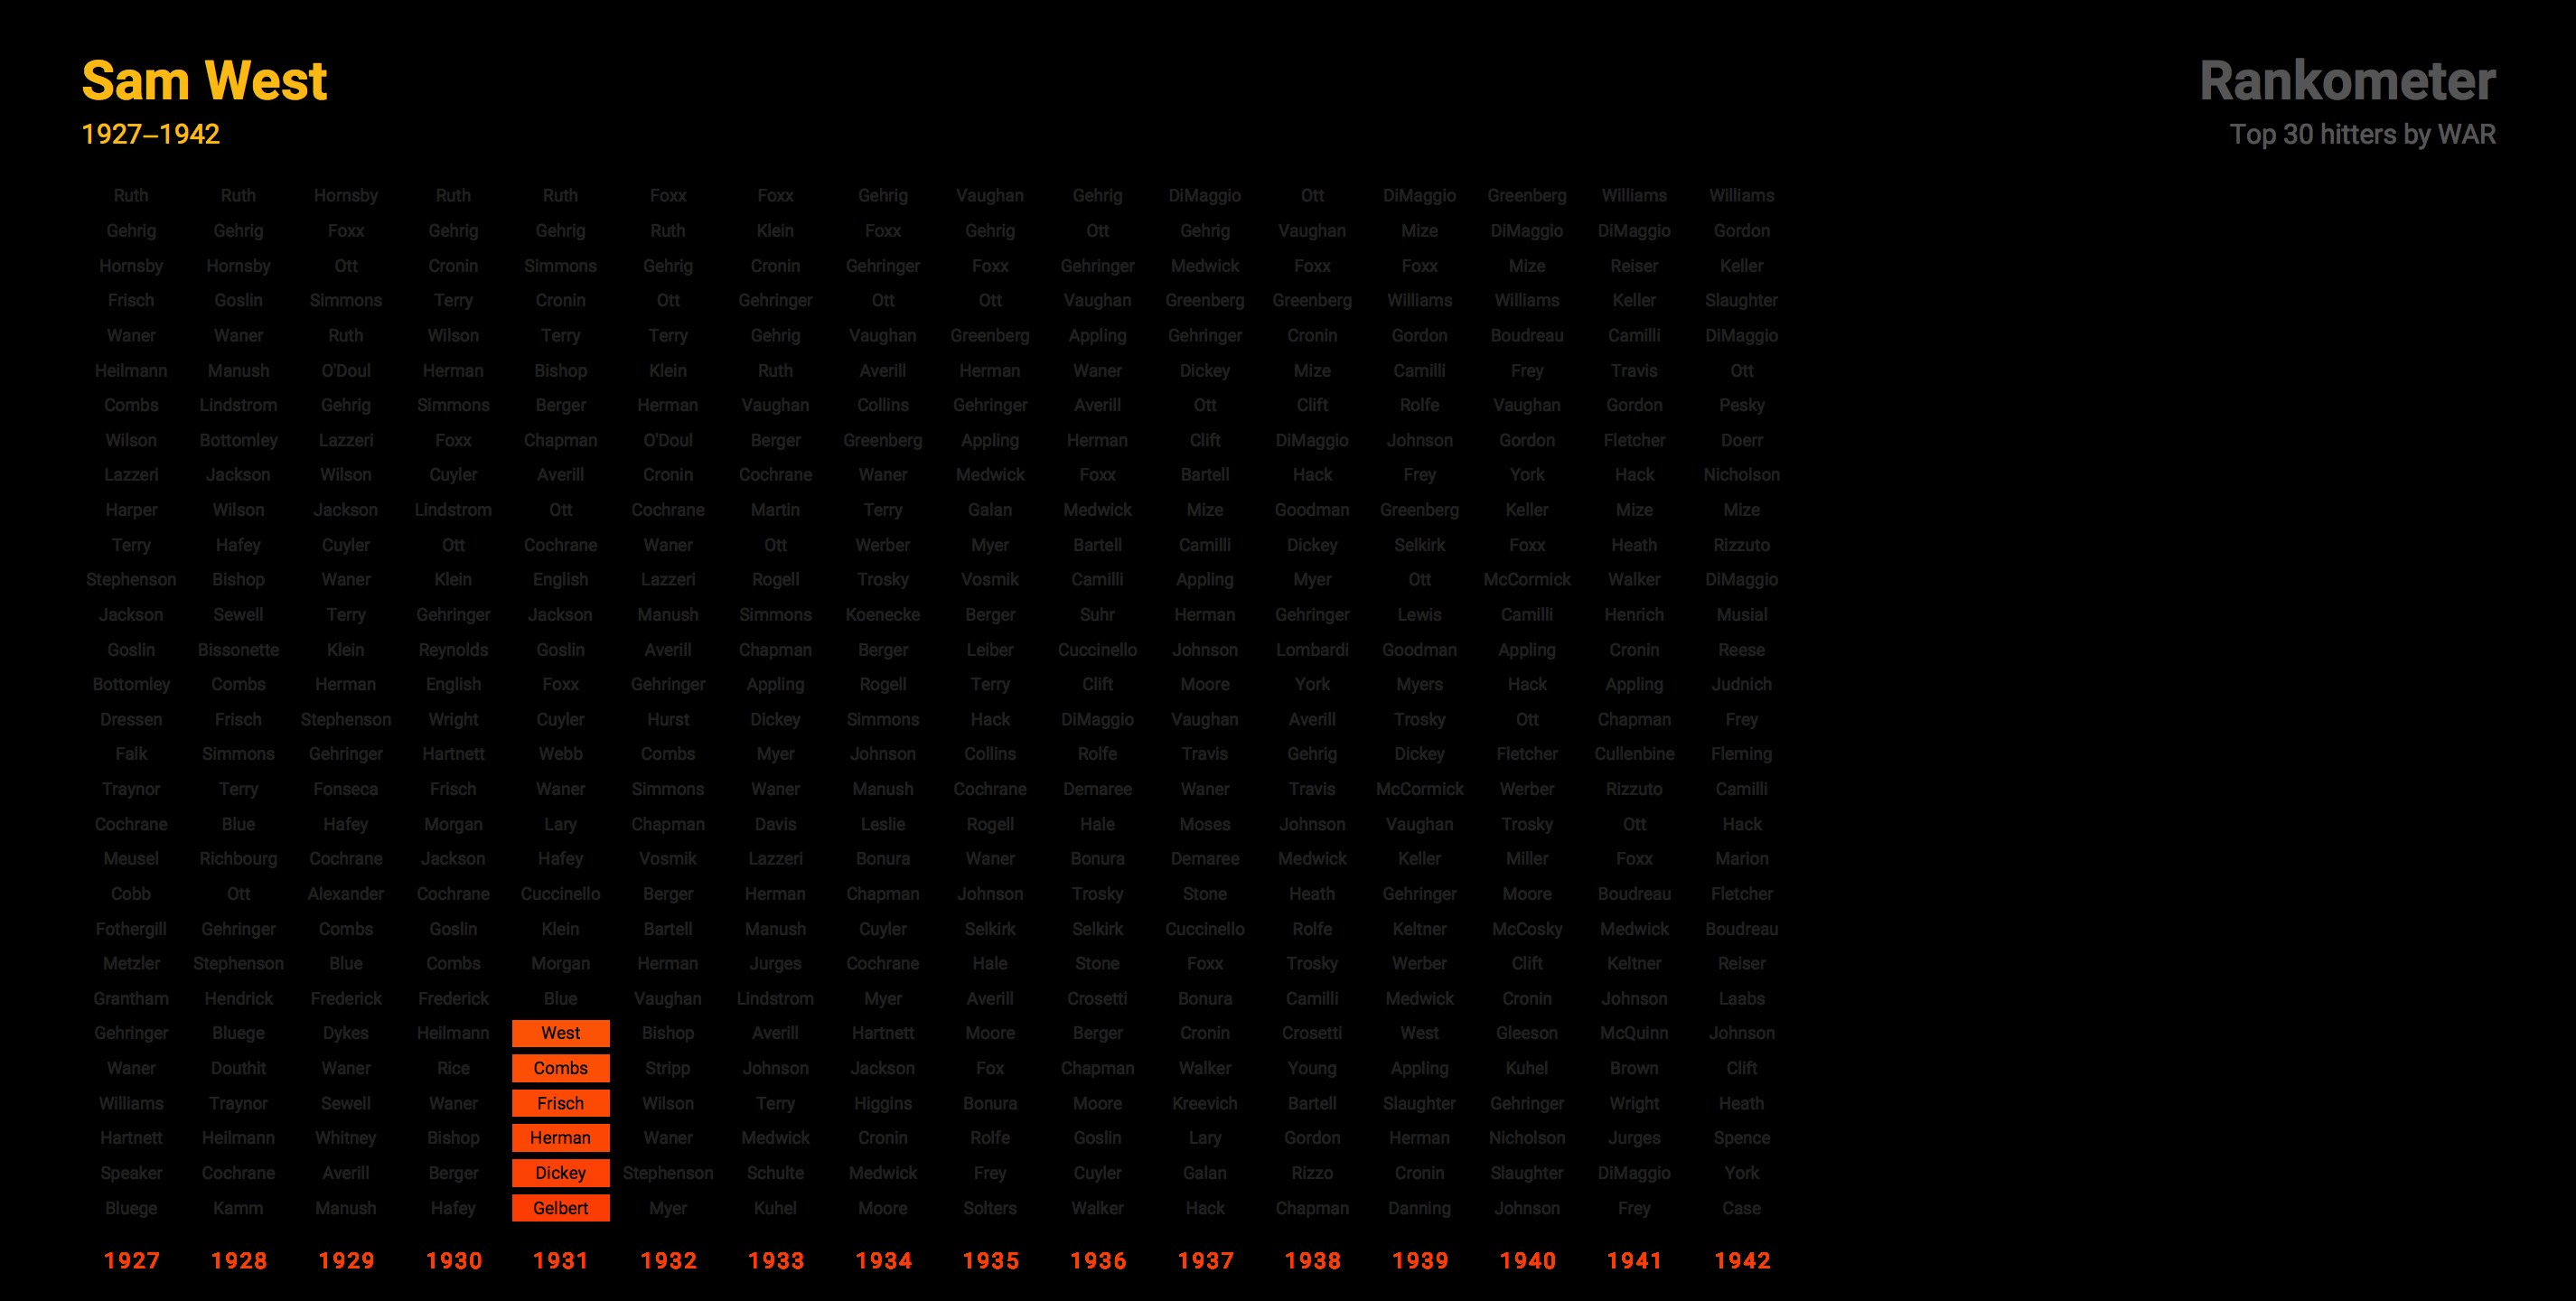 Sam West
Rankometer
1927–1942
Top 30 hitters by WAR
Ruth Ruth Hornsby Ruth Ruth Foxx Foxx Gehrig Vaughan Gehrig DiMaggio Ott DiMaggio Greenberg Williams Williams
Gehrig Gehrig Foxx Gehrig Gehrig Ruth Klein Foxx Gehrig Ott Gehrig Vaughan Mize DiMaggio DiMaggio Gordon
Hornsby Hornsby Ott Cronin Simmons Gehrig Cronin Gehringer Foxx Gehringer Medwick Foxx Foxx Mize Reiser Keller
Frisch Goslin Simmons Terry Cronin Ott Gehringer Ott Ott Vaughan Greenberg Greenberg Williams Williams Keller Slaughter
Waner Waner Ruth Wilson Terry Terry Gehrig Vaughan Greenberg Appling Gehringer Cronin Gordon Boudreau Camilli DiMaggio
Heilmann Manush O'Doul Herman Bishop Klein Ruth Averill Herman Waner Dickey Mize Camilli Frey Travis Ott
Combs Lindstrom Gehrig Simmons Berger Herman Vaughan Collins Gehringer Averill Ott Clift Rolfe Vaughan Gordon Pesky
Wilson Bottomley Lazzeri Foxx Chapman O'Doul Berger Greenberg Appling Herman Clift DiMaggio Johnson Gordon Fletcher Doerr
Lazzeri Jackson Wilson Cuyler Averill Cronin Cochrane Waner Medwick Foxx Bartell Hack Frey York Hack Nicholson
Harper Wilson Jackson Lindstrom Ott Cochrane Martin Terry Galan Medwick Mize Goodman Greenberg Keller Mize Mize
Terry Hafey Cuyler Ott Cochrane Waner Ott Werber Myer Bartell Camilli Dickey Selkirk Foxx Heath Rizzuto
Stephenson Bishop Waner Klein English Lazzeri Rogell Trosky Vosmik Camilli Appling Myer Ott McCormick Walker DiMaggio
Jackson Sewell Terry Gehringer Jackson Manush Simmons Koenecke Berger Suhr Herman Gehringer Lewis Camilli Henrich Musial
Goslin Bissonette Klein Reynolds Goslin Averill Chapman Berger Leiber Cuccinello Johnson Lombardi Goodman Appling Cronin Reese
Bottomley Combs Herman English Foxx Gehringer Appling Rogell Terry Clift Moore York Myers Hack Appling Judnich
Dressen Frisch Stephenson Wright Cuyler Hurst Dickey Simmons Hack DiMaggio Vaughan Averill Trosky Ott Chapman Frey
Falk Simmons Gehringer Hartnett Webb Combs Myer Johnson Collins Rolfe Travis Gehrig Dickey Fletcher Cullenbine Fleming
Traynor Terry Fonseca Frisch Waner Simmons Waner Manush Cochrane Demaree Waner Travis McCormick Werber Rizzuto Camilli
Cochrane Blue Hafey Morgan Lary Chapman Davis Leslie Rogell Hale Moses Johnson Vaughan Trosky Ott Hack
Meusel Richbourg Cochrane Jackson Hafey Vosmik Lazzeri Bonura Waner Bonura Demaree Medwick Keller Miller Foxx Marion
Cobb Ott Alexander Cochrane Cuccinello Berger Herman Chapman Johnson Trosky Stone Heath Gehringer Moore Boudreau Fletcher
Fothergill Gehringer Combs Goslin Klein Bartell Manush Cuyler Selkirk Selkirk Cuccinello Rolfe Keltner McCosky Medwick Boudreau
Metzler Stephenson Blue Combs Morgan Herman Jurges Cochrane Hale Stone Foxx Trosky Werber Clift Keltner Reiser
Grantham Hendrick Frederick Frederick Blue Vaughan Lindstrom Myer Averill Crosetti Bonura Camilli Medwick Cronin Johnson Laabs
Gehringer Bluege Dykes Heilmann West Bishop Averill Hartnett Moore Berger Cronin Crosetti West Gleeson McQuinn Johnson
Waner Douthit Waner Rice Combs Stripp Johnson Jackson Fox Chapman Walker Young Appling Kuhel Brown Clift
Williams Traynor Sewell Waner Frisch Wilson Terry Higgins Bonura Moore Kreevich Bartell Slaughter Gehringer Wright Heath
Hartnett Heilmann Whitney Bishop Herman Waner Medwick Cronin Rolfe Goslin Lary Gordon Herman Nicholson Jurges Spence
Speaker Cochrane Averill Berger Dickey Stephenson Schulte Medwick Frey Cuyler Galan Rizzo Cronin Slaughter DiMaggio York
Bluege Kamm Manush Hafey Gelbert Myer Kuhel Moore Solters Walker Hack Chapman Danning Johnson Frey Case
1927 1928 1929 1930 1931 1932 1933 1934 1935 1936 1937 1938 1939 1940 1941 1942